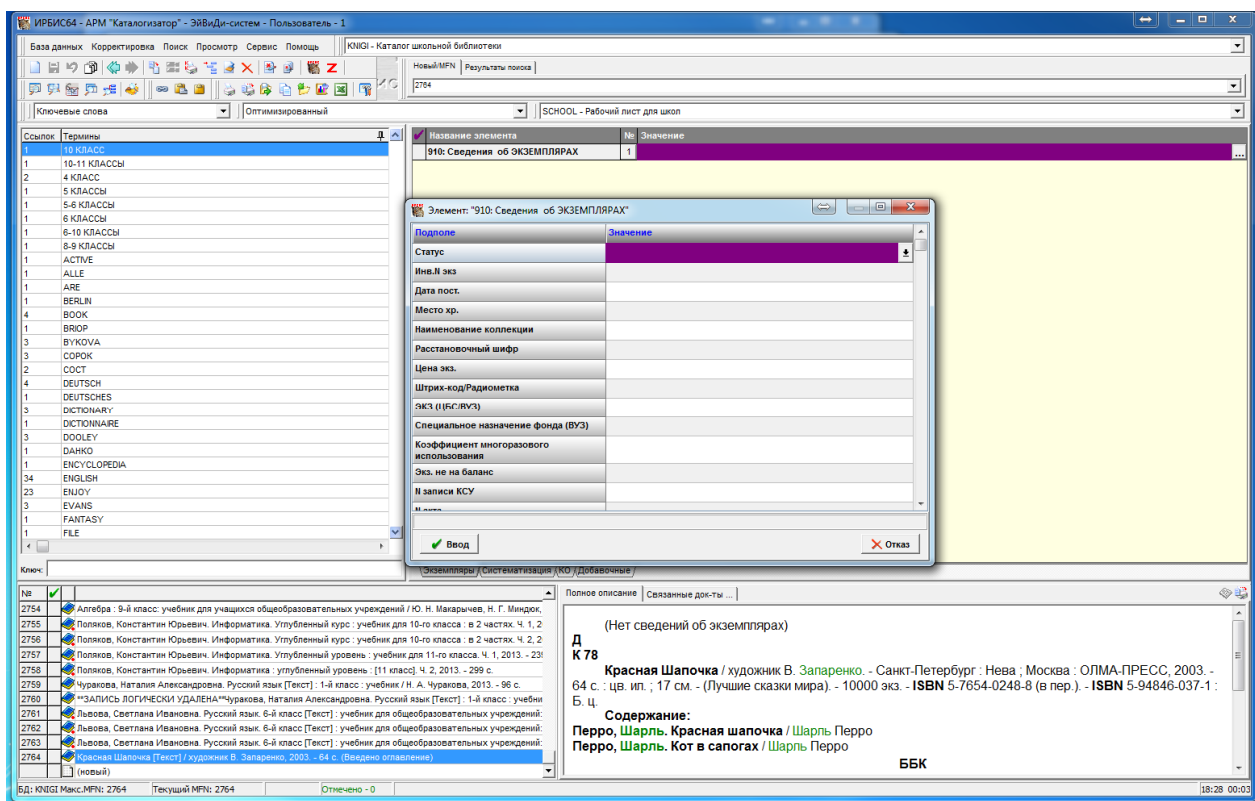 ИРБИС64 - АРМ "Каталогизатор" - ЭйВиДи-систем - Пользователь - 1
База данных Корректировка Поиск Просмотр Сервис Помощь
KNIGI - Каталог школьной библиотеки
Новый/MFN Результаты поиска
2764
Ключевые слова
Оптимизированный
SCHOOL - Рабочий лист для школ
Ссылок Термины
1 10 КЛАСС
1 10-11 КЛАССЫ
2 4 КЛАСС
1 5 КЛАССЫ
1 5-6 КЛАССЫ
1 6 КЛАССЫ
1 6-10 КЛАССЫ
1 8-9 КЛАССЫ
1 ACTIVE
1 ALLE
1 ARE
1 BERLIN
4 BOOK
1 BRIOP
3 BYKOVA
3 COPOK
2 COCT
4 DEUTSCH
1 DEUTSCHES
3 DICTIONARY
1 DICTIONNAIRE
3 DOOLEY
1 DAHKO
1 ENCYCLOPEDIA
34 ENGLISH
23 ENJOY
3 EVANS
1 FANTASY
1 FILE
Ключ:
Название элемента № Значение
910: Сведения об ЭКЗЕМПЛЯРАХ 1
Элемент: "910: Сведения об ЭКЗЕМПЛЯРАХ"
Подполе Значение
Статус
Инв.N экз
Дата пост.
Место хр.
Наименование коллекции
Расстановочный шифр
Цена экз.
Штрих-код/Радиометка
ЭКЗ (ЦБС/ВУЗ)
Специальное назначение фонда (ВУЗ)
Коэффициент многоразового
использования
Экз. не на баланс
N записи КСУ
N акта
Ввод
Отказ
Экземпляры Систематизация КО Добавочные
№
2754 Алгебра : 9-й класс: учебник для учащихся общеобразовательных учреждений / Ю. Н. Макарычев, Н. Г. Миндюк,
2755 Поляков, Константин Юрьевич. Информатика. Углубленный курс : учебник для 10-го класса : в 2 частях. Ч. 1, 2
2756 Поляков, Константин Юрьевич. Информатика. Углубленный курс : учебник для 10-го класса : в 2 частях. Ч. 2, 2
2757 Поляков, Константин Юрьевич. Информатика. Углубленный уровень : учебник для 11-го класса. Ч. 1, 2013. - 23
2758 Поляков, Константин Юрьевич. Информатика : углубленный уровень : [11 класс]. Ч. 2, 2013. - 299 с.
2759 Чуракова, Наталия Александровна. Русский язык [Текст] : 1-й класс : учебник / Н. А. Чуракова, 2013. - 96 с.
2760 **ЗАПИСЬ ЛОГИЧЕСКИ УДАЛЕНА**Чуракова, Наталия Александровна. Русский язык [Текст] : 1-й класс : учебни
2761 Львова, Светлана Ивановна. Русский язык. 6-й класс [Текст] : учебник для общеобразовательных учреждений:
2762 Львова, Светлана Ивановна. Русский язык. 6-й класс [Текст] : учебник для общеобразовательных учреждений:
2763 Львова, Светлана Ивановна. Русский язык. 6-й класс [Текст] : учебник для общеобразовательных учреждений:
2764 Красная Шапочка [Текст] / художник В. Запаренко, 2003. - 64 с. (Введено оглавление)
(новый)
Полное описание Связанные док-ты ...
(Нет сведений об экземплярах)
Д
К 78
Красная Шапочка / художник В. Запаренко. - Санкт-Петербург : Нева ; Москва : ОЛМА-ПРЕСС, 2003. -
64 с. : цв. ил. ; 17 см. - (Лучшие сказки мира). - 10000 экз. - ISBN 5-7654-0248-8 (в пер.). - ISBN 5-94846-037-1 :
Б. ц.
Содержание:
Перро, Шарль. Красная шапочка / Шарль Перро
Перро, Шарль. Кот в сапогах / Шарль Перро
ББК
БД: KNIGI Макс.MFN: 2764 Текущий MFN: 2764 Отмечено - 0 18:28 00:03